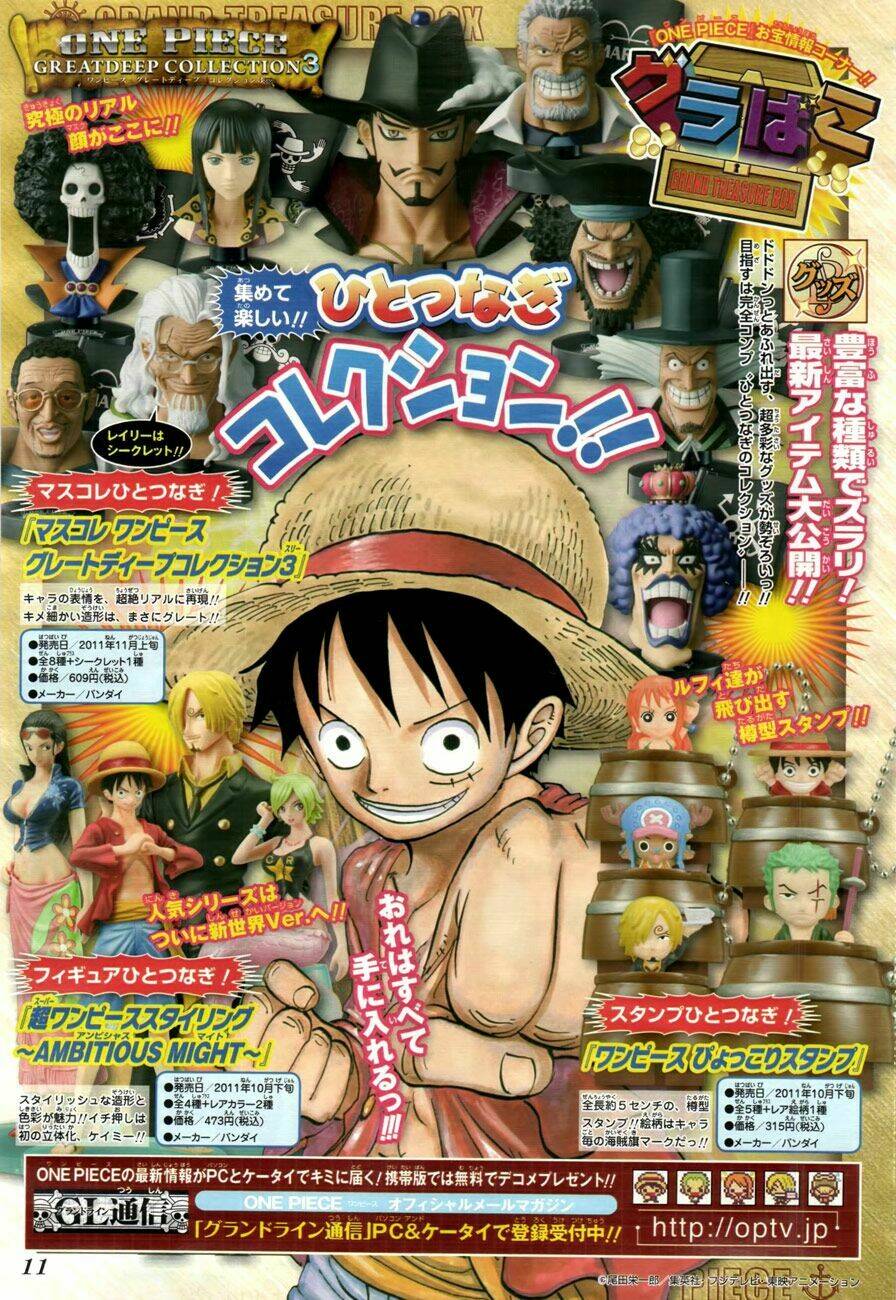 GRAND TREASURE BOX
ONE PIECE
GREATDEEP COLLECTION3
ワンピース グレートディープ コレクション
究極のリアル
顔がここに!!
ONE PIECEお宝情報コーナー!!
グラばこ
GRAND TREASURE BOX
グッズ
豊富な種類でズラリ!
最新アイテム大公開!!
ドドドンっとあふれ出す、超多彩なグッズが勢ぞろいっ!!
目指すは完全コンプ、ひとつなぎのコレクション――!!
集めて
楽しい!!
ひとつなぎ
コレクション!!
レイリーは
シークレット!!
マスコレひとつなぎ!
『マスコレ ワンピース
グレートディープコレクション3』
キャラの表情を、超絶リアルに再現!!
キメ細かい造形は、まさにグレート!!
●発売日/2011年11月上旬
●全8種+シークレット1種
●価格/609円(税込)
●メーカー/バンダイ
ルフィ達が
飛び出す
樽型スタンプ!!
人気シリーズは
ついに新世界Ver.へ!!
フィギュアひとつなぎ!
『超ワンピーススタイリング
～AMBITIOUS MIGHT～』
スタイリッシュな造形と
色彩が魅力!!イチ押しは
初の立体化、ケイミー!!
●発売日/2011年10月下旬
●全4種+レアカラー2種
●価格/473円(税込)
●メーカー/バンダイ
おれはすべて
手に入れるっ!!!
スタンプひとつなぎ!
『ワンピース ぴょっこりスタンプ』
全長約5センチの、樽型
スタンプ!!絵柄はキャラ
毎の海賊旗マークだっ!!
●発売日/2011年10月下旬
●全5種+レア絵柄1種
●価格/315円(税込)
●メーカー/バンダイ
ONE PIECEの最新情報がPCとケータイでキミに届く!携帯版では無料でデコメプレゼント!!
GL通信
グランドライン
ONE PIECE ワンピース オフィシャルメールマガジン
「グランドライン通信」PC&ケータイで登録受付中!!
http://optv.jp
11
PIECE
©尾田栄一郎/集英社・フジテレビ・東映アニメーション